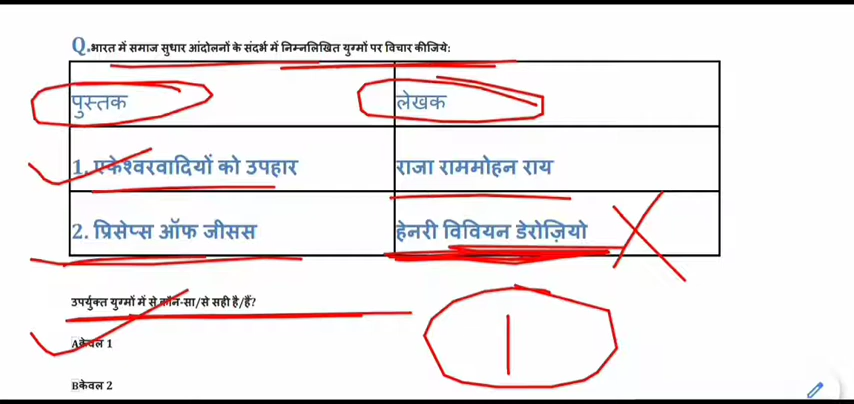 Q.भारत में समाज सुधार आंदोलनों के संदर्भ में निम्नलिखित युग्मों पर विचार कीजिये:
पुस्तक लेखक
1. एकेश्वरवादियों को उपहार राजा राममोहन राय
2. प्रिसेप्स ऑफ जीसस हेनरी विवियन डेरोज़ियो
उपर्युक्त युग्मों में से कौन-सा/से सही है/हैं?
1
Aकेवल 1
Bकेवल 2